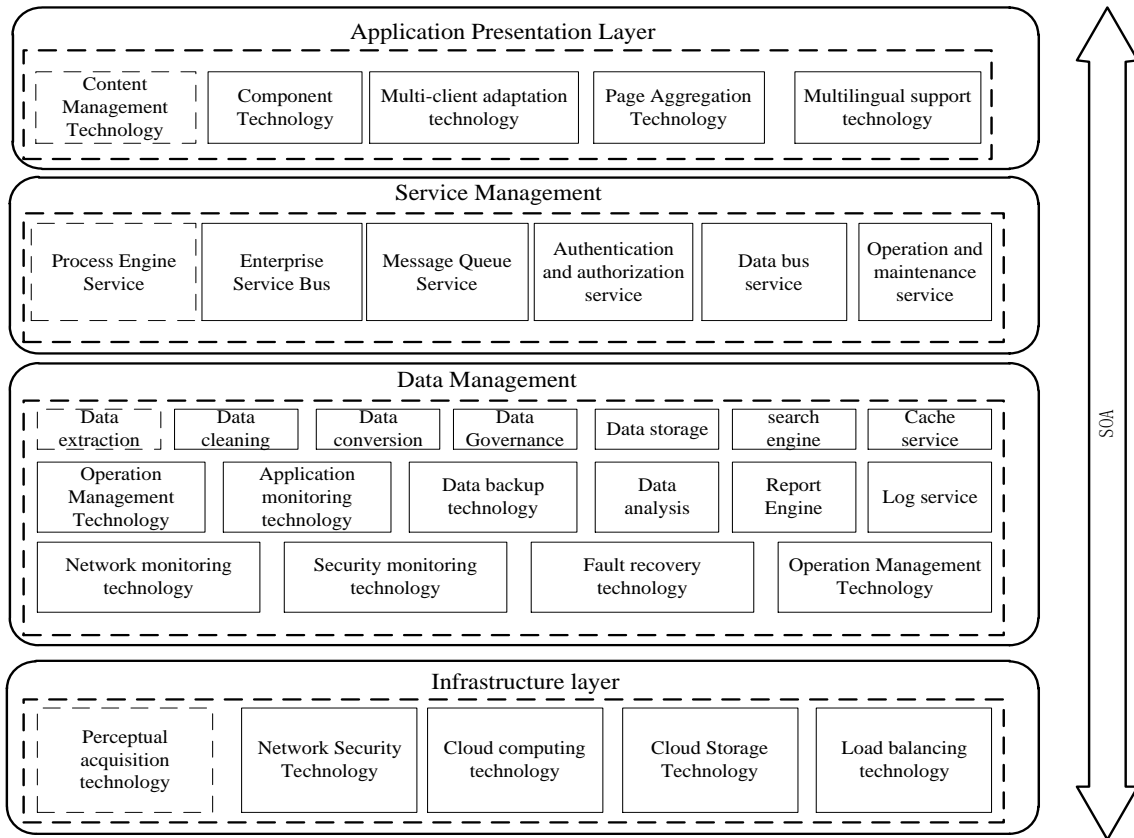 Application Presentation Layer
Content
Management
Technology
Component
Technology
Multi-client adaptation
technology
Page Aggregation
Technology
Multilingual support
technology
Service Management
Process Engine
Service
Enterprise
Service Bus
Message Queue
Service
Authentication
and authorization
service
Data bus
service
Operation and
maintenance
service
Data Management
Data
extraction
Data
cleaning
Data
conversion
Data
Governance
Data storage
search
engine
Cache
service
Operation
Management
Technology
Application
monitoring
technology
Data backup
technology
Data
analysis
Report
Engine
Log service
Network monitoring
technology
Security monitoring
technology
Fault recovery
technology
Operation Management
Technology
Infrastructure layer
Perceptual
acquisition
technology
Network Security
Technology
Cloud computing
technology
Cloud Storage
Technology
Load balancing
technology
SOA